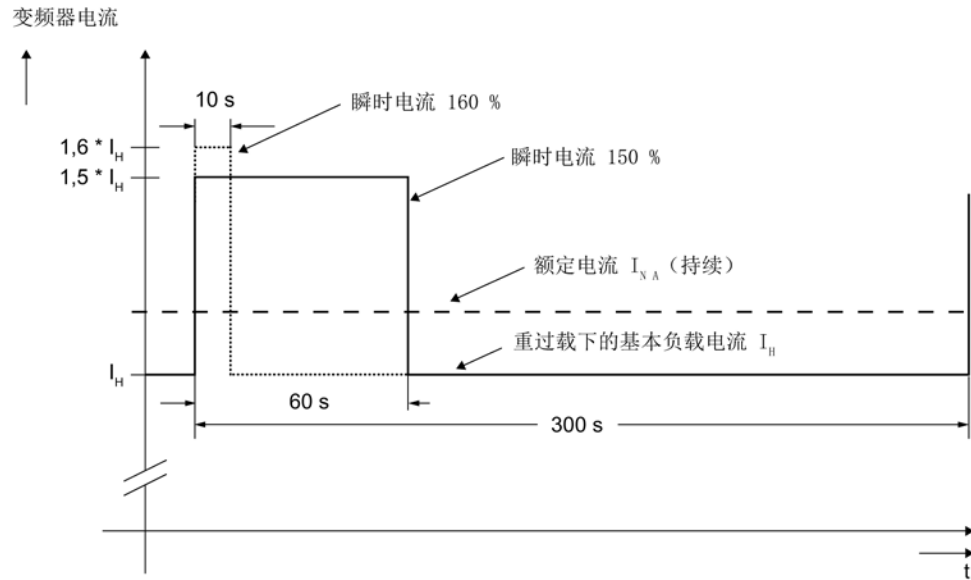 变频器电流
10 s
瞬时电流 160 %
1,6 * I_H
1,5 * I_H
瞬时电流 150 %
额定电流 I_N A（持续）
重过载下的基本负载电流 I_H
I_H
60 s
300 s
t